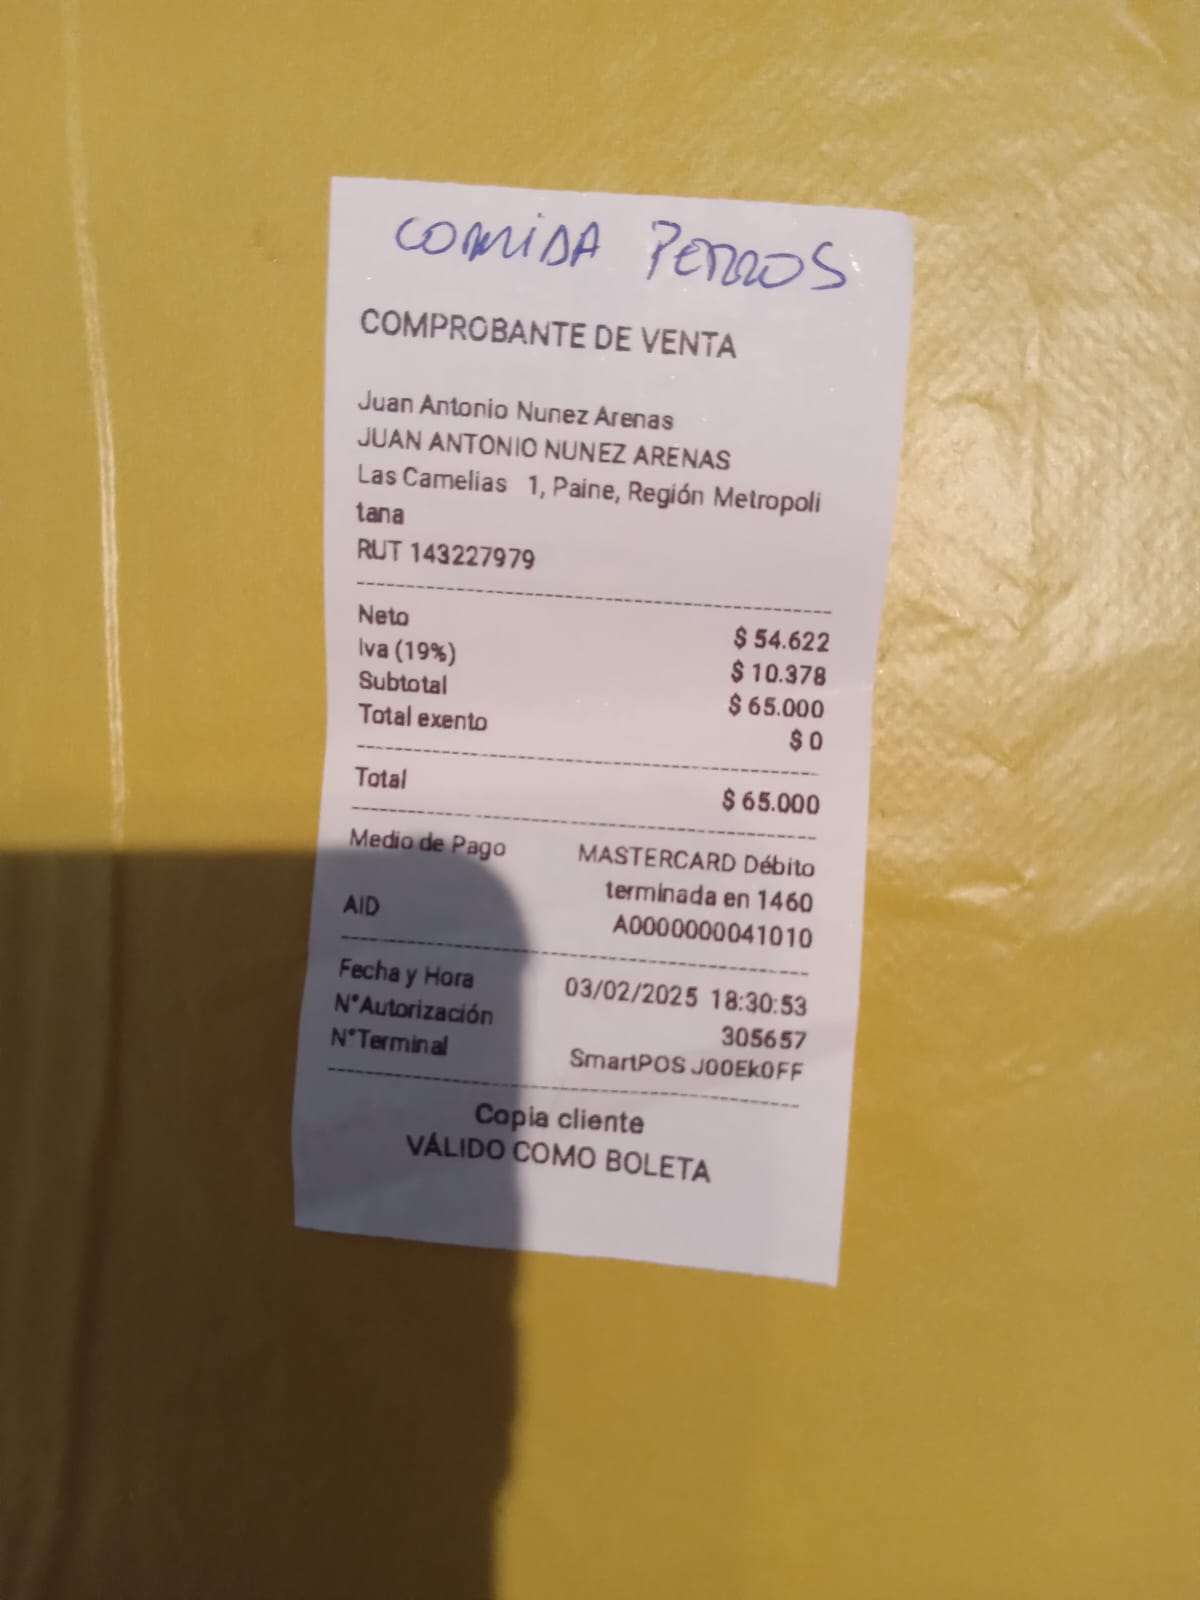 COMIDA PERROS
COMPROBANTE DE VENTA
Juan Antonio Nunez Arenas
JUAN ANTONIO NUNEZ ARENAS
Las Camelias 1, Paine, Región Metropoli
tana
RUT 143227979
Neto $ 54.622
Iva (19%) $ 10.378
Subtotal $ 65.000
Total exento $ 0
Total $ 65.000
Medio de Pago MASTERCARD Débito
terminada en 1460
AID A0000000041010
Fecha y Hora 03/02/2025 18:30:53
N°Autorización 305657
N°Terminal SmartPOS J00Ek0FF
Copia cliente
VÁLIDO COMO BOLETA